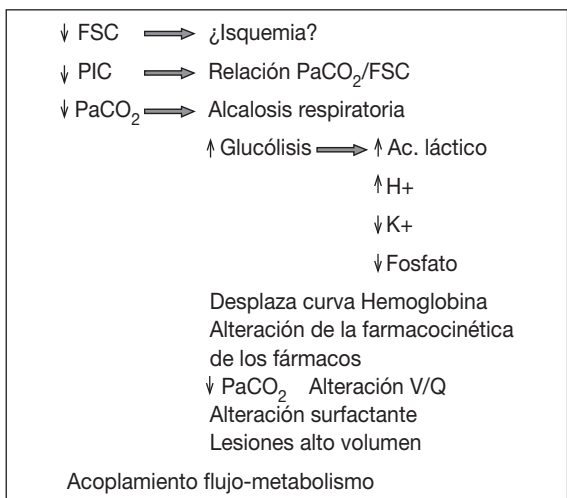 ↓ FSC ⟹ ¿Isquemia?
↓ PIC ⟹ Relación PaCO₂/FSC
↓ PaCO₂ ⟹ Alcalosis respiratoria
↑ Glucólisis ⟹ ↑ Ac. láctico
↑ H+
↓ K+
↓ Fosfato
Desplaza curva Hemoglobina
Alteración de la farmacocinética
de los fármacos
↓ PaCO₂ Alteración V/Q
Alteración surfactante
Lesiones alto volumen
Acoplamiento flujo-metabolismo